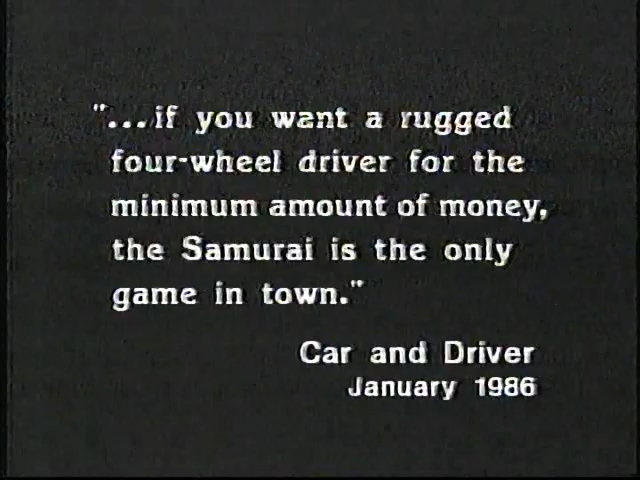 "...if you want a rugged
four-wheel driver for the
minimum amount of money,
the Samurai is the only
game in town."
Car and Driver
January 1986